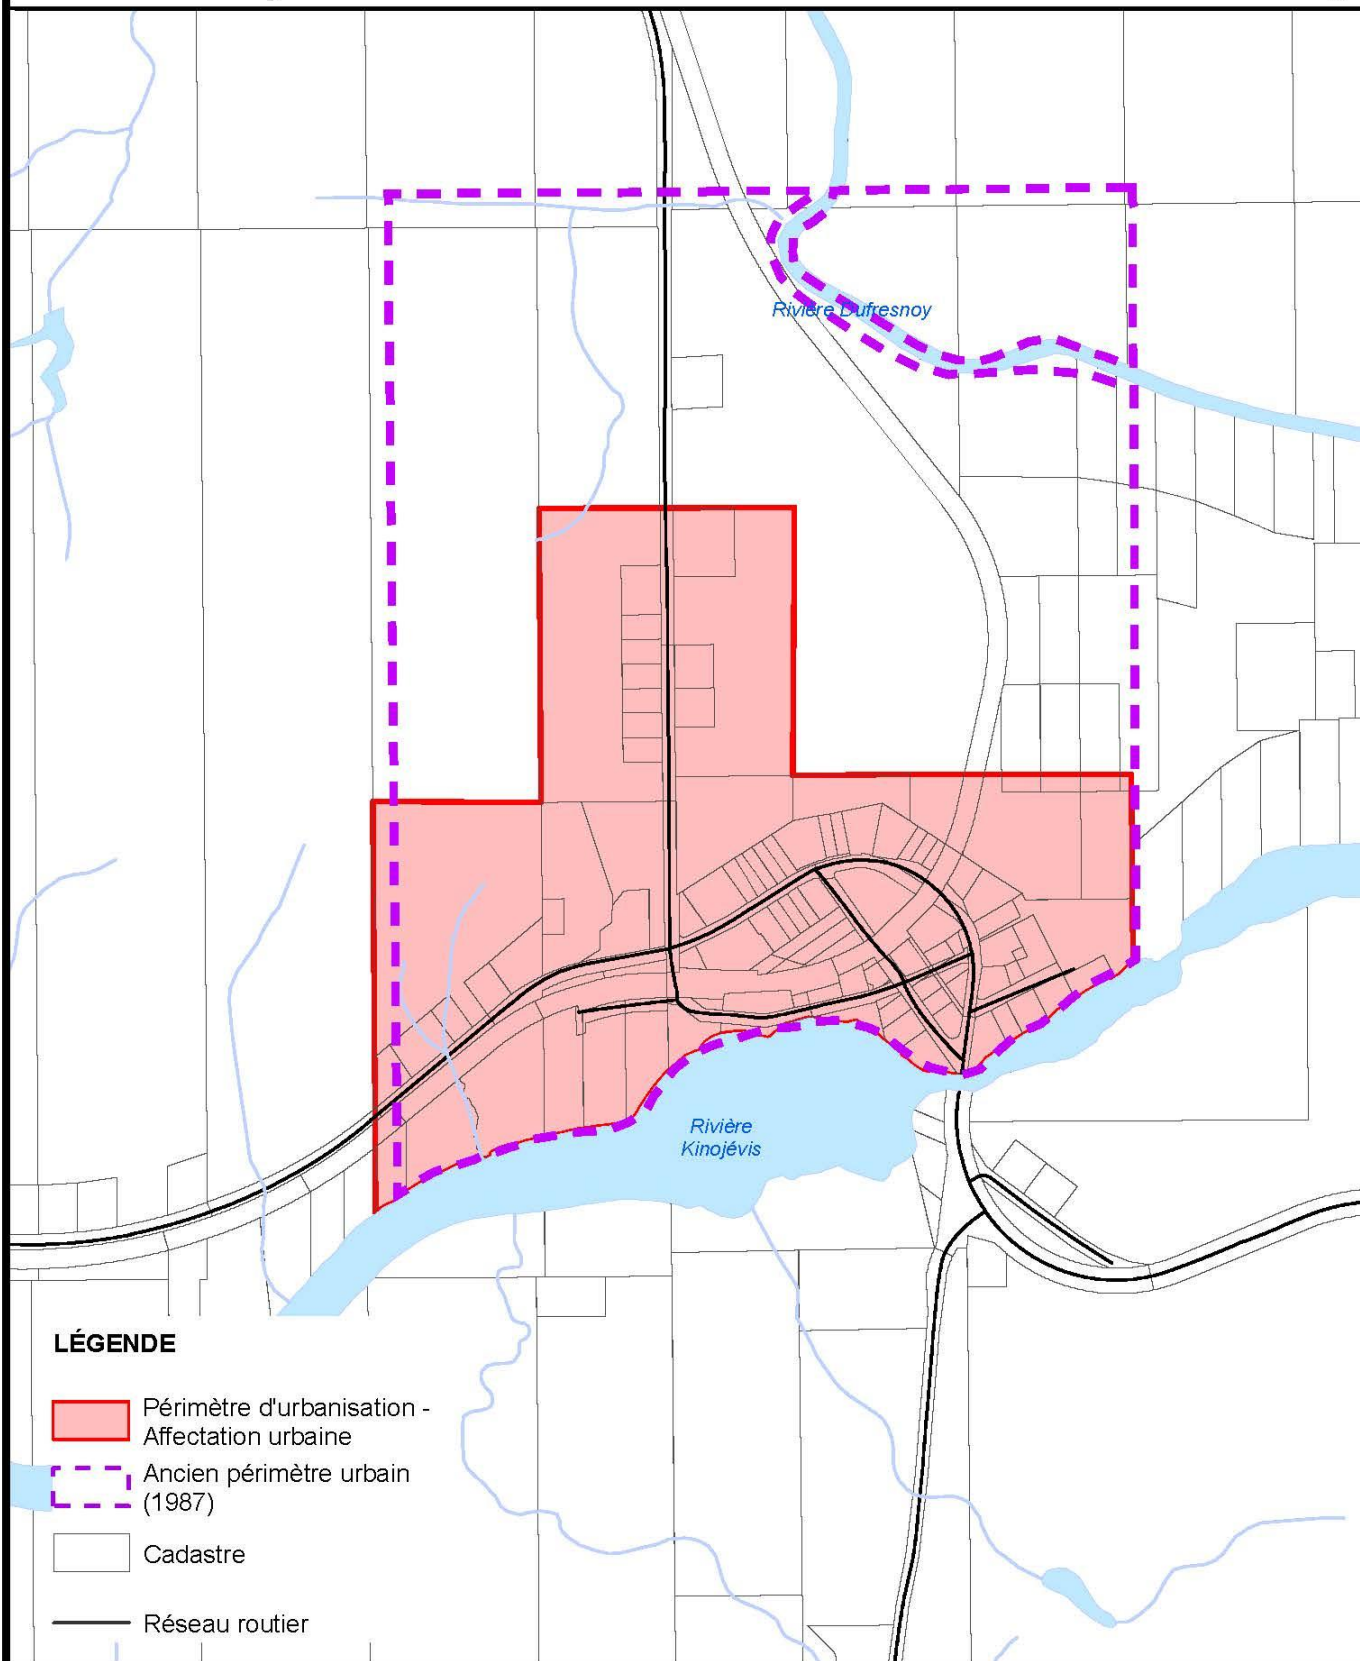 Rivière Dufresnoy
Rivière
Kinojévis
LÉGENDE
Périmètre d'urbanisation -
Affectation urbaine
Ancien périmètre urbain
(1987)
Cadastre
Réseau routier